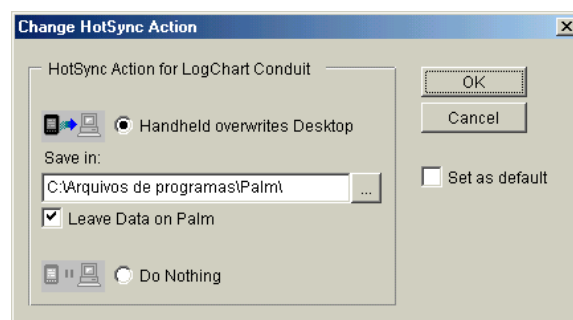 Change HotSync Action
HotSync Action for LogChart Conduit
Handheld overwrites Desktop
Save in:
C:\Arquivos de programas\Palm\
...
Leave Data on Palm
Do Nothing
OK
Cancel
Set as default